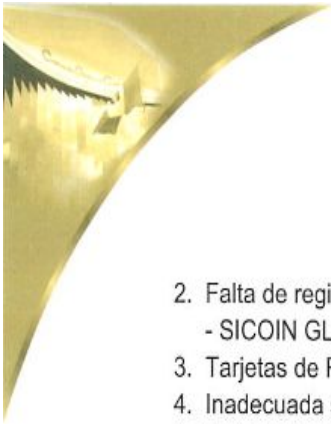 2. Falta de regi
- SICOIN GL
3. Tarjetas de
4. Inadecuada